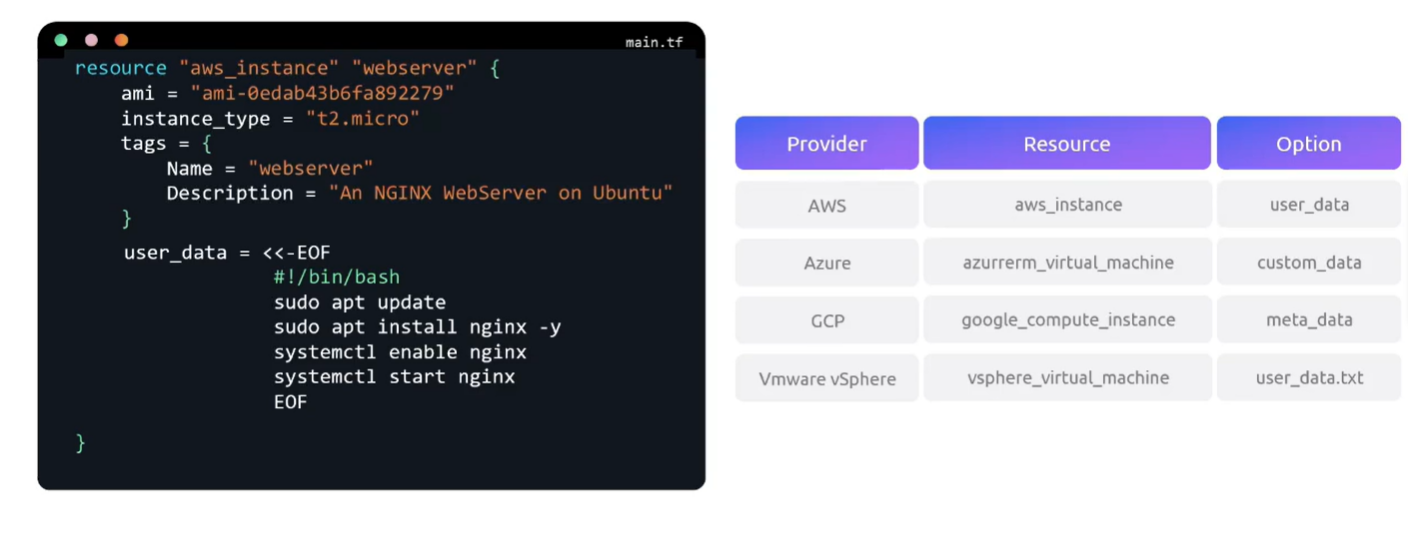 main.tf
resource "aws_instance" "webserver" {
ami = "ami-0edab43b6fa892279"
instance_type = "t2.micro"
tags = {
Name = "webserver"
Description = "An NGINX WebServer on Ubuntu"
}
user_data = <<-EOF
#!/bin/bash
sudo apt update
sudo apt install nginx -y
systemctl enable nginx
systemctl start nginx
EOF
}
Provider Resource Option
AWS aws_instance user_data
Azure azurrerm_virtual_machine custom_data
GCP google_compute_instance meta_data
Vmware vSphere vsphere_virtual_machine user_data.txt